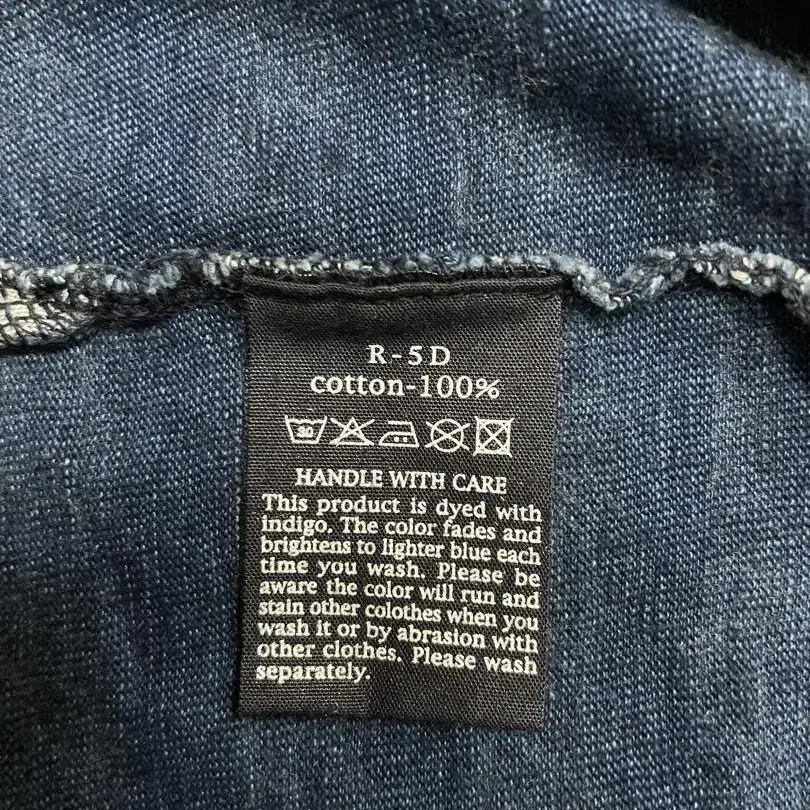 R-5D
cotton-100%
30
HANDLE WITH CARE
This product is dyed with
indigo. The color fades and
brightens to lighter blue each
time you wash. Please be
aware the color will run and
stain other colothes when you
wash it or by abrasion with
other clothes. Please wash
separately.